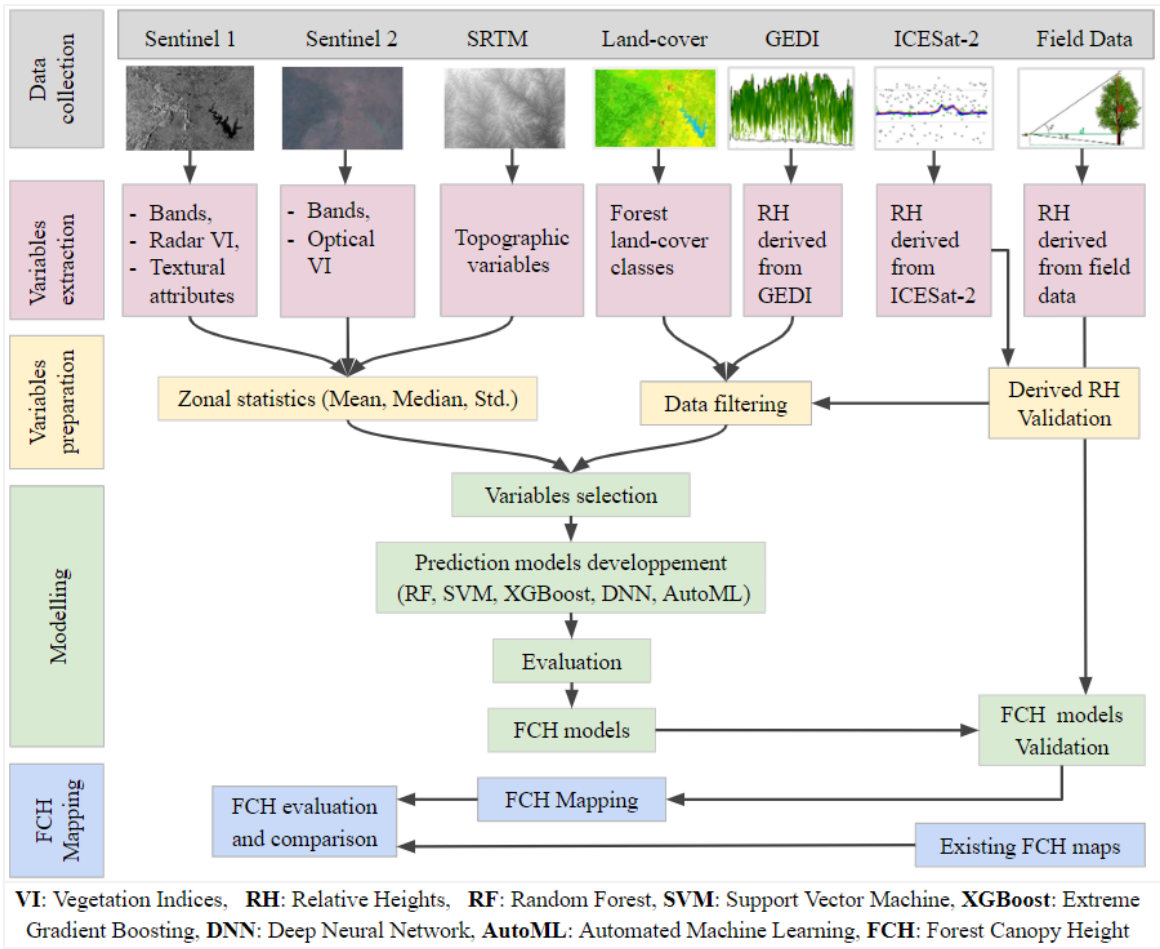 Data
collection
Sentinel 1
Sentinel 2
SRTM
Land-cover
GEDI
ICESat-2
Field Data
Variables
extraction
- Bands,
- Radar VI,
- Textural
attributes
- Bands,
- Optical
VI
Topographic
variables
Forest
land-cover
classes
RH
derived
from
GEDI
RH
derived
from
ICESat-2
RH
derived
from field
data
Variables
preparation
Zonal statistics (Mean, Median, Std.)
Data filtering
Derived RH
Validation
Modelling
Variables selection
Prediction models developpement
(RF, SVM, XGBoost, DNN, AutoML)
Evaluation
FCH models
FCH models
Validation
FCH
Mapping
FCH evaluation
and comparison
FCH Mapping
Existing FCH maps
VI: Vegetation Indices, RH: Relative Heights, RF: Random Forest, SVM: Support Vector Machine, XGBoost: Extreme
Gradient Boosting, DNN: Deep Neural Network, AutoML: Automated Machine Learning, FCH: Forest Canopy Height